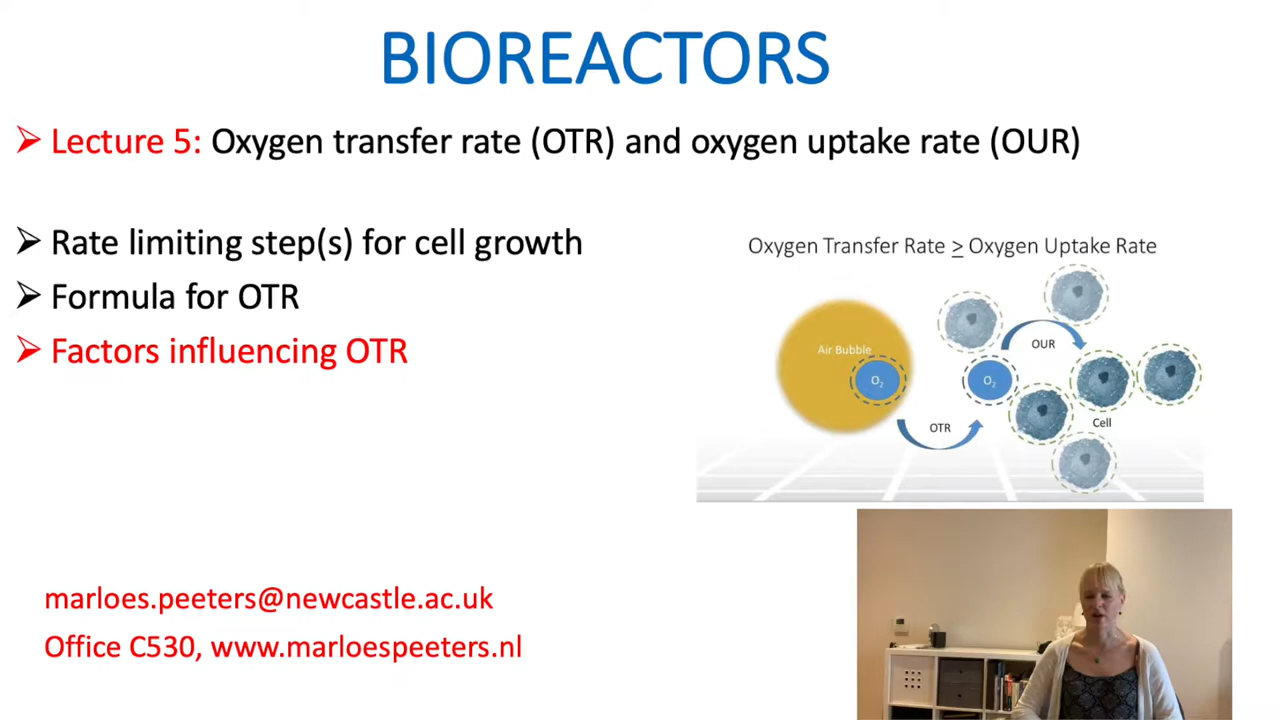 BIOREACTORS
➢ Lecture 5: Oxygen transfer rate (OTR) and oxygen uptake rate (OUR)
➢ Rate limiting step(s) for cell growth
➢ Formula for OTR
➢ Factors influencing OTR
Oxygen Transfer Rate ≥ Oxygen Uptake Rate
Air Bubble
O₂
OTR
O₂
OUR
Cell
marloes.peeters@newcastle.ac.uk
Office C530, www.marloespeeters.nl